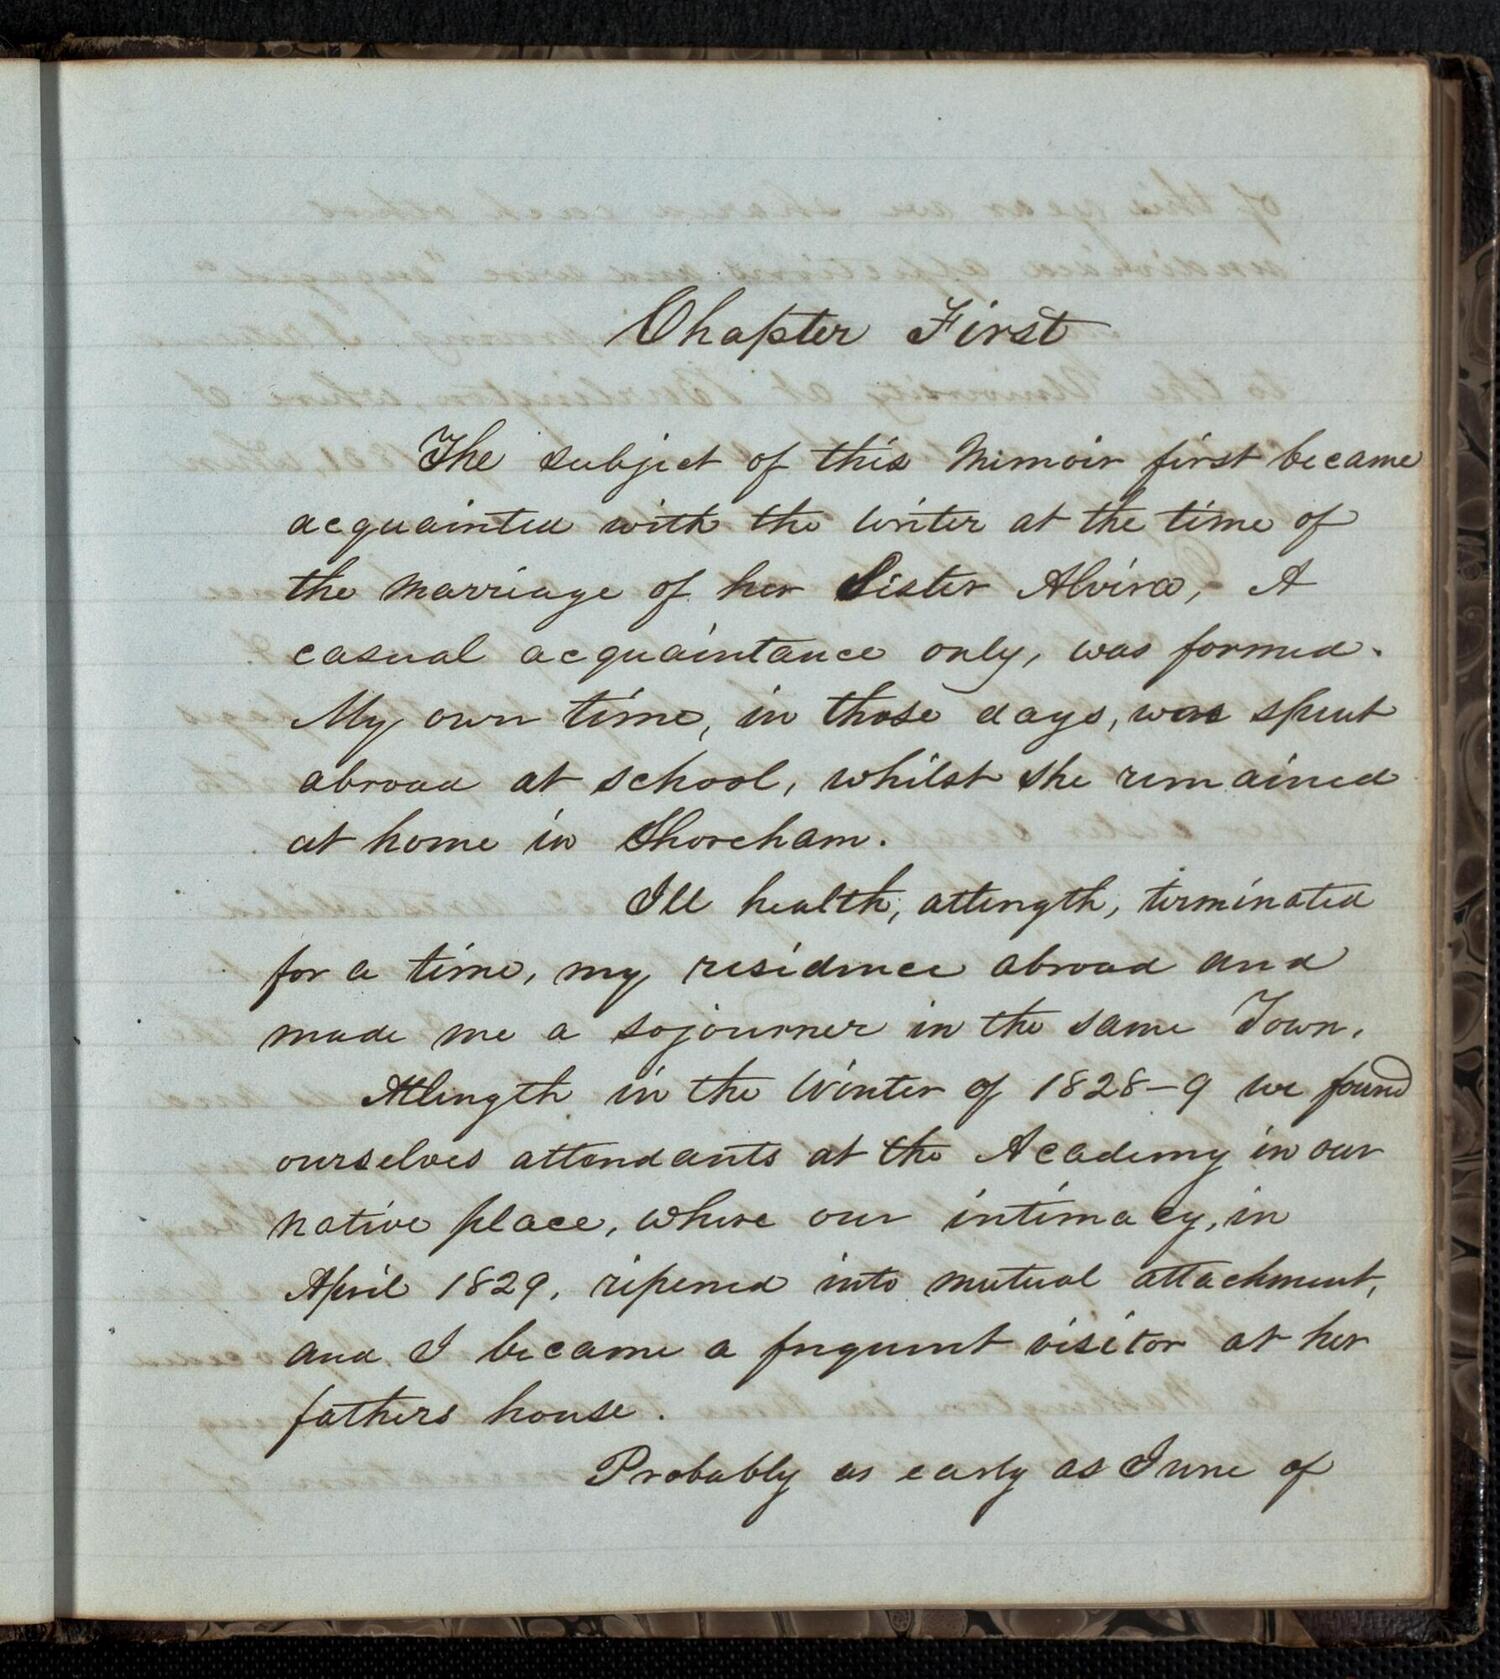 Chapter First
The subject of this Memoir first became
acquainted with the writer at the time of
the marriage of her Sister Alvira, - A
casual acquaintance only, was formed.
My own time, in those days, was spent
abroad at school, whilst she remained
at home in Shoreham.
Ill health, attength, terminated
for a time, my residence abroad and
made me a sojourner in the same Town.
Atlength in the Winter of 1828-9 we found
ourselves attendants at the Academy in our
native place, where our intimacy, in
April 1829, ripened into mutual attachment,
and I became a frequent visitor at her
fathers house.
Probably as early as June of